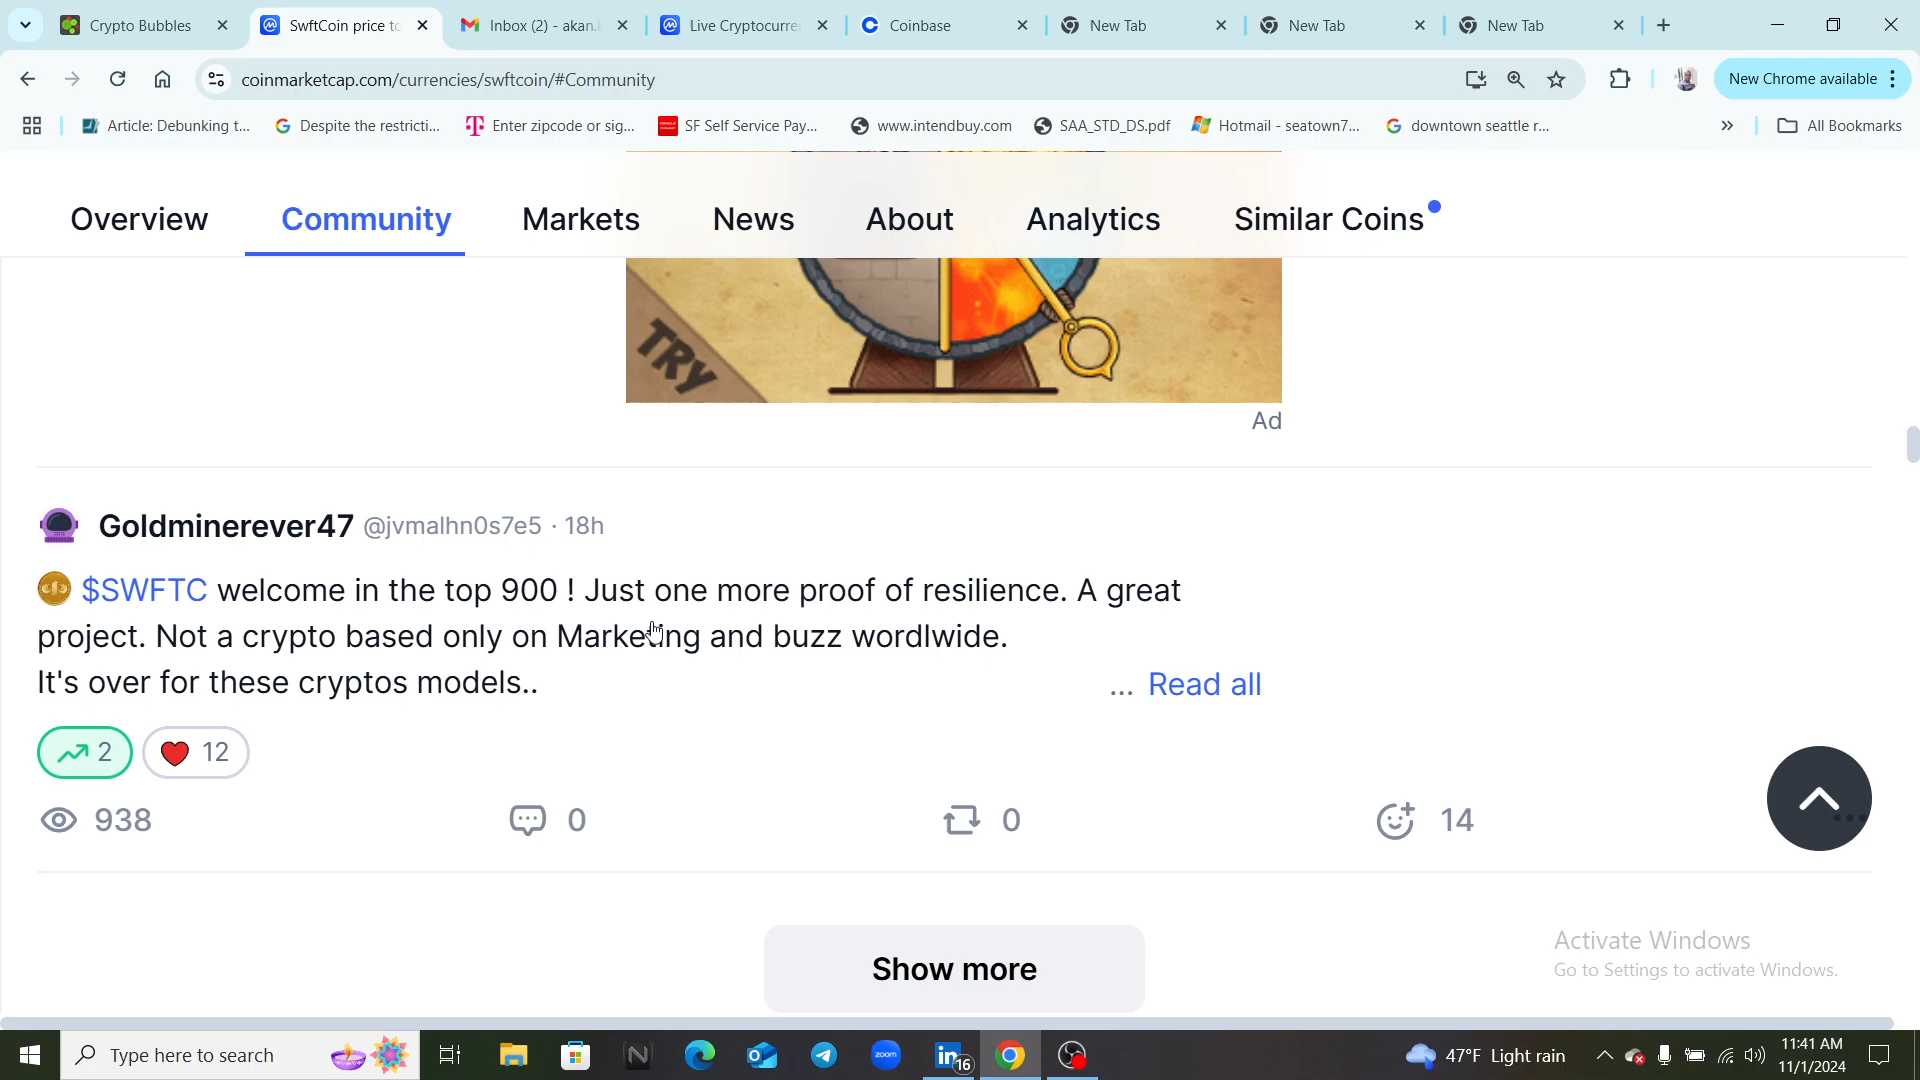 Crypto Bubbles
SwftCoin price to
Inbox (2) - akan.
Live Cryptocurre
Coinbase
New Tab
New Tab
New Tab
coinmarketcap.com/currencies/swftcoin/#Community
New Chrome available
Article: Debunking t...
Despite the restricti...
Enter zipcode or sig...
SF Self Service Pay...
www.intendbuy.com
SAA_STD_DS.pdf
Hotmail - seatown7...
downtown seattle r...
All Bookmarks
Overview
Community
Markets
News
About
Analytics
Similar Coins
TRY
Ad
Goldminerever47 @jvmalhn0s7e5 · 18h
$SWFTC welcome in the top 900 ! Just one more proof of resilience. A great
project. Not a crypto based only on Marketing and buzz wordlwide.
It's over for these cryptos models..
... Read all
2
12
938
0
0
14
Show more
Activate Windows
Go to Settings to activate Windows.
Type here to search
N
zoom
in
16
47°F Light rain
11:41 AM
11/1/2024